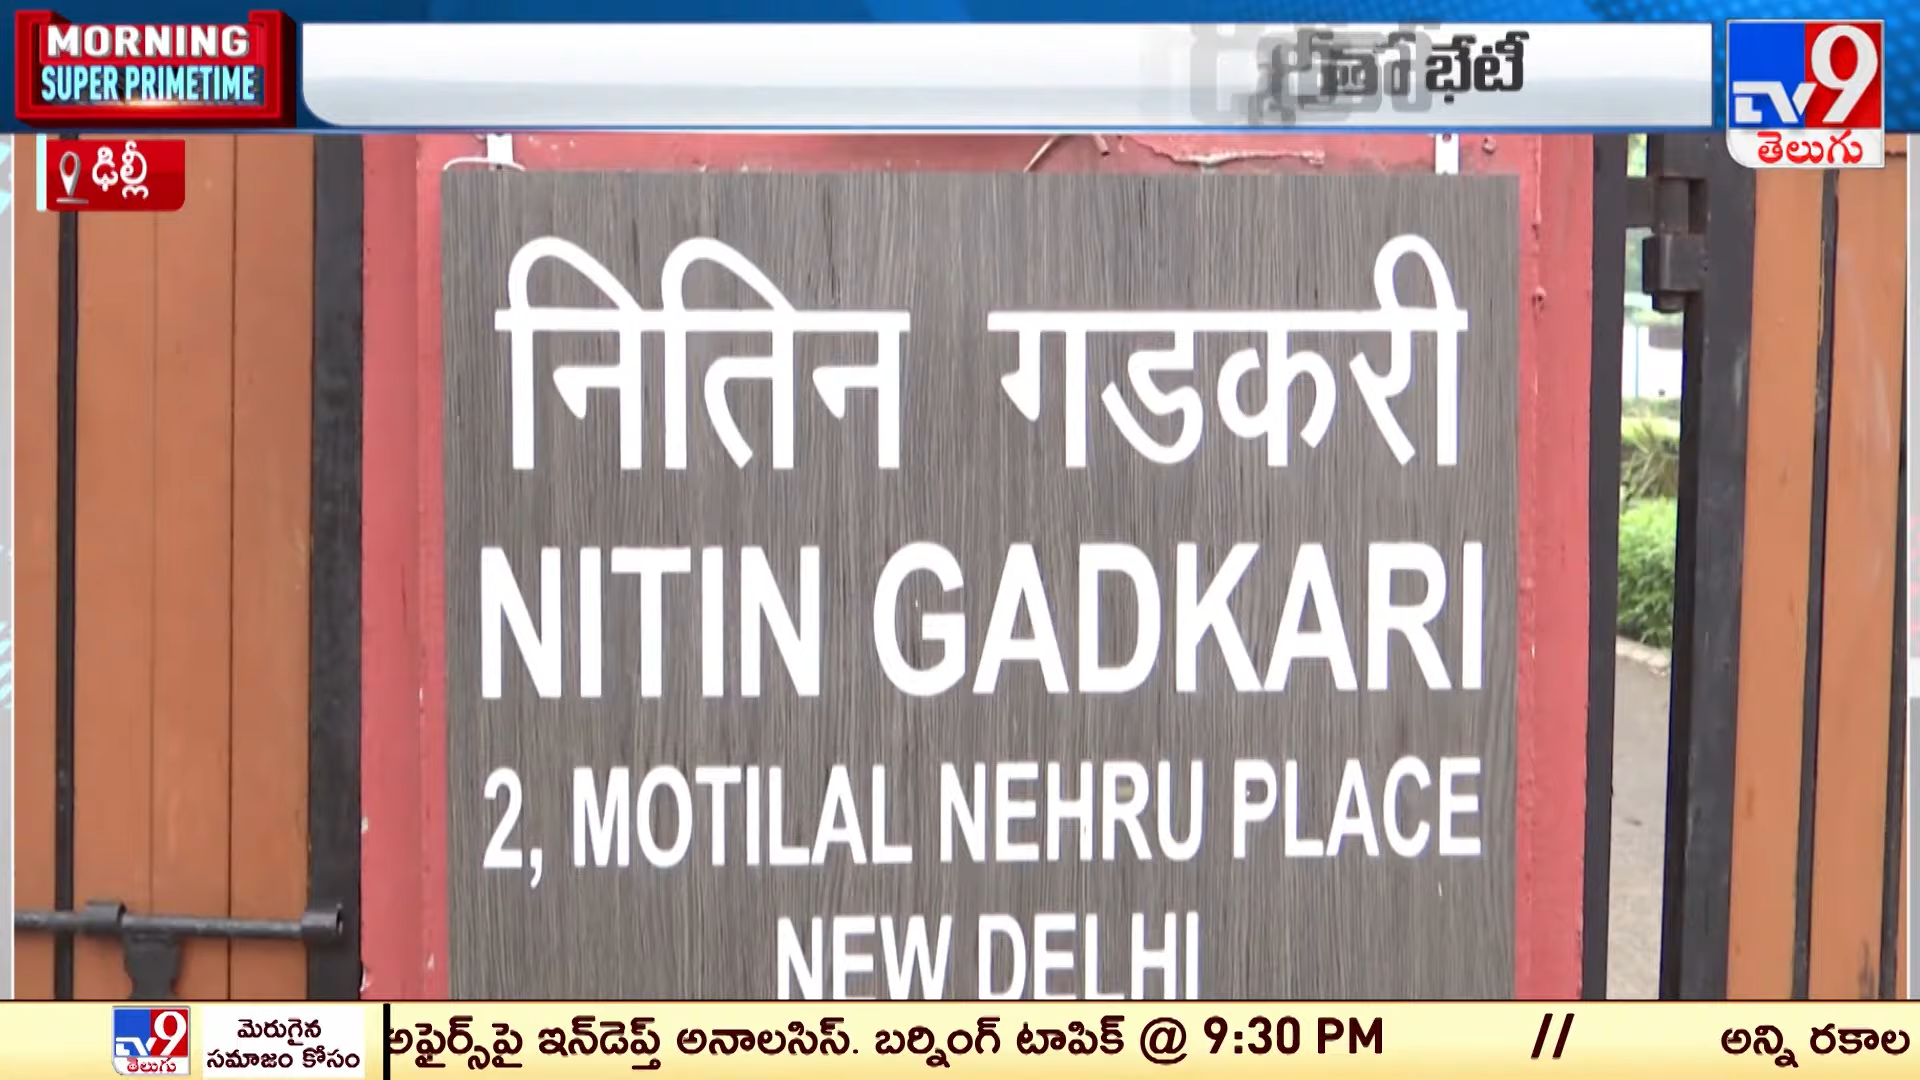 MORNING
SUPER PRIMETIME
భేటీ
TV9
తెలుగు
ఢిల్లీ
नितिन गडकरी
NITIN GADKARI
2, MOTILAL NEHRU PLACE
NEW DELHI
TV9
తెలుగు
మెరుగైన
సమాజం కోసం
అఫైర్స్‌పై ఇన్‌డెప్త్ అనాలసిస్. బర్నింగ్ టాపిక్ @ 9:30 PM // అన్ని రకాల